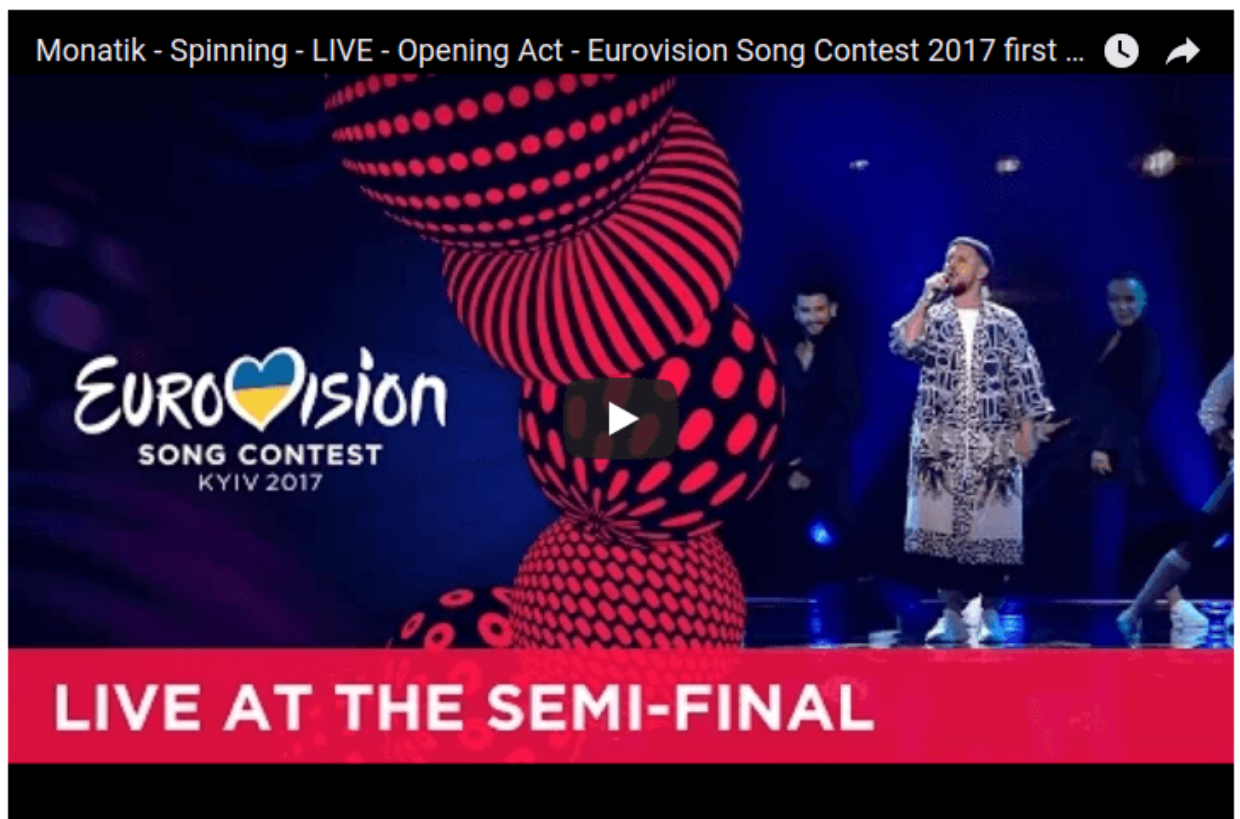 Monatik - Spinning - LIVE - Opening Act - Eurovision Song Contest 2017 first ...
EUROVISION
SONG CONTEST
KYIV 2017
LIVE AT THE SEMI-FINAL